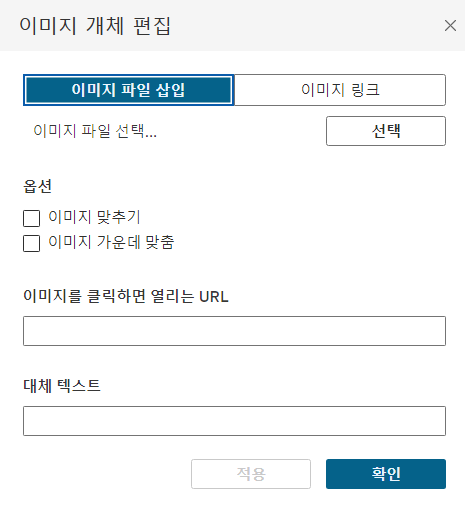 이미지 개체 편집
이미지 파일 삽입
이미지 링크
이미지 파일 선택...
선택
옵션
이미지 맞추기
이미지 가운데 맞춤
이미지를 클릭하면 열리는 URL
대체 텍스트
적용
확인